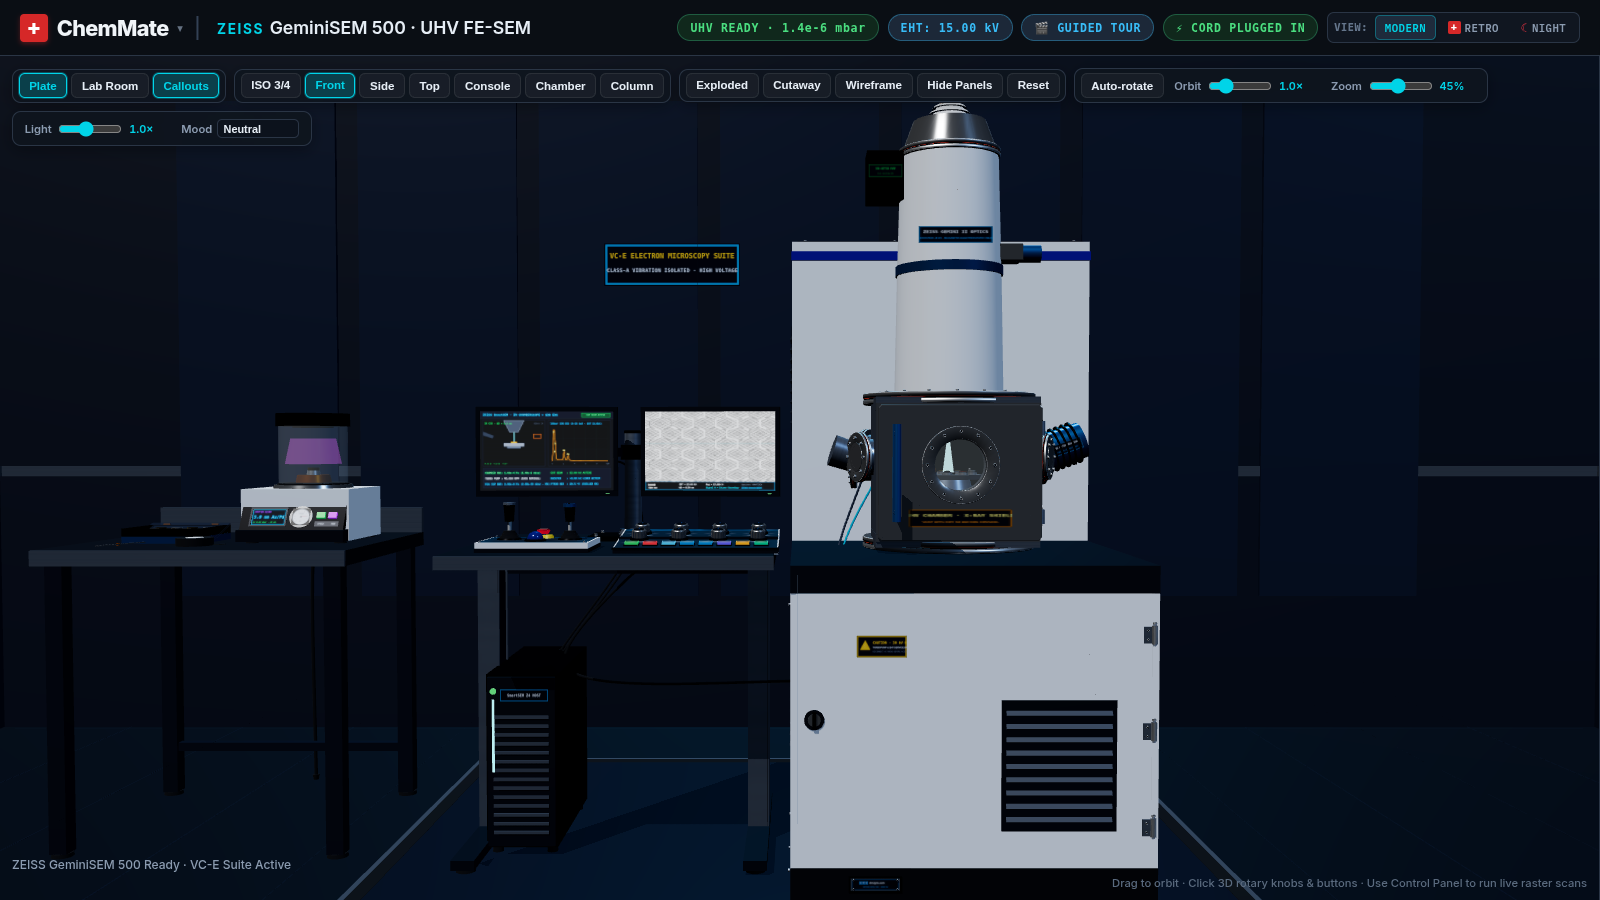 ChemMate
ZEISS GeminiSEM 500 · UHV FE-SEM
UHV READY · 1.4e-6 mbar
EHT: 15.00 kV
GUIDED TOUR
CORD PLUGGED IN
VIEW:
MODERN
RETRO
NIGHT
Plate
Lab Room
Callouts
ISO 3/4
Front
Side
Top
Console
Chamber
Column
Exploded
Cutaway
Wireframe
Hide Panels
Reset
Auto-rotate
Orbit
1.0×
Zoom
45%
Light
1.0×
Mood
Neutral
ZEISS GEMINI II OPTICS
VC-E ELECTRON MICROSCOPY SUITE
CLASS-A VIBRATION ISOLATED · HIGH VOLTAGE
ZEISS GeminiSEM 500 Ready · VC-E Suite Active
Drag to orbit · Click 3D rotary knobs & buttons · Use Control Panel to run live raster scans